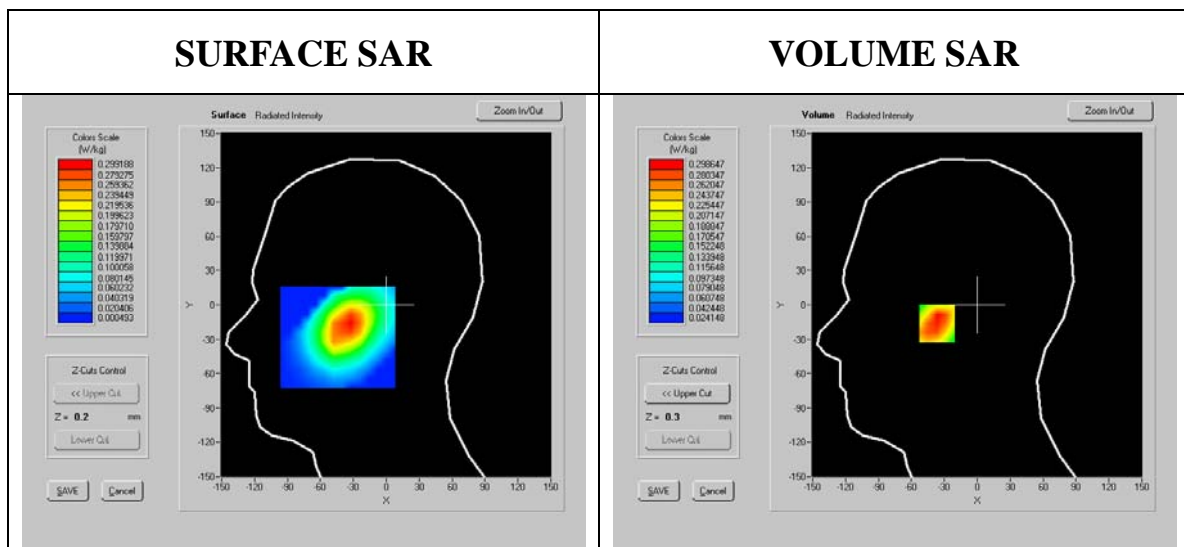 SURFACE SAR
VOLUME SAR
Surface Radiated Intensity
Zoom In/Out
Colors Scale
(W/kg)
0.299188
0.279275
0.259362
0.239449
0.219536
0.199623
0.179710
0.159797
0.139884
0.119971
0.100058
0.080145
0.060232
0.040319
0.020406
0.000493
150
120
90
60
30
0
-30
-60
-90
-120
-150
Y
-150 -120 -90 -60 -30 0 30 60 90 120 150
X
Z-Cuts Control
<< Upper Cut
Z = 0.2 mm
Lower Cut
SAVE Cancel
Volume Radiated Intensity
Zoom In/Out
Colors Scale
(W/kg)
0.298647
0.280347
0.262047
0.243747
0.225447
0.207147
0.188847
0.170547
0.152248
0.133948
0.115648
0.097348
0.079048
0.060748
0.042448
0.024148
150
120
90
60
30
0
-30
-60
-90
-120
-150
Y
-150 -120 -90 -60 -30 0 30 60 90 120 150
X
Z-Cuts Control
<< Upper Cut
Z = 0.3 mm
Lower Cut
SAVE Cancel